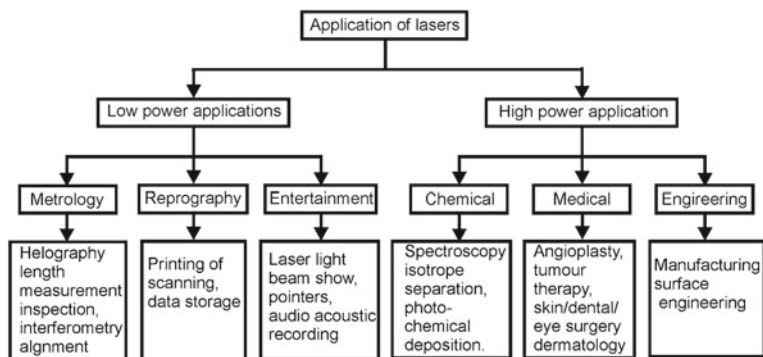 Application of lasers
Low power applications
High power application
Metrology
Reprography
Entertainment
Chemical
Medical
Engineering
Helography
length
measurement
inspection,
interferometry
algnment
Printing of
scanning,
data storage
Laser light
beam show,
pointers,
audio acoustic
recording
Spectroscopy
isotrope
separation,
photo-
chemical
deposition.
Angioplasty,
tumour
therapy,
skin/dental/
eye surgery
dermatology
Manufacturing
surface
engineering